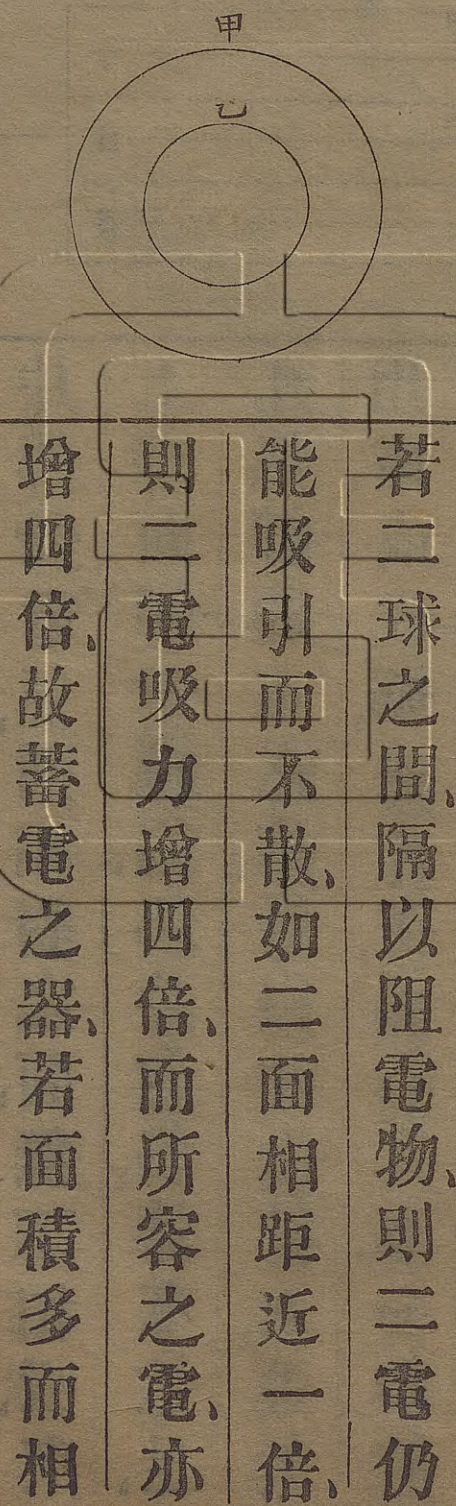 甲
乙
若二球之間、隔以阻電物、則二電仍
能吸引而不散、如二面相距近一倍、
則二電吸力增四倍、而所容之電、亦
增四倍、故蓄電之器、若面積多而相